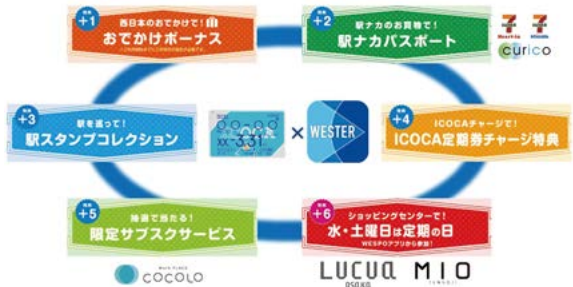 特典
+1
西日本のおでかけで!
おでかけボーナス
特典
+2
駅ナカのお買物で!
駅ナカパスポート
curico
特典
+3
駅を巡って!
駅スタンプコレクション
3.31
×
WESTER
特典
+4
ICOCAチャージで!
ICOCA定期券チャージ特典
特典
+5
抽選で当たる!
限定サブスクサービス
COCOLO
特典
+6
ショッピングセンターで!
水・土曜日は定期の日
WESPOアプリから参加!
LUCUA
OSAKA
MIO